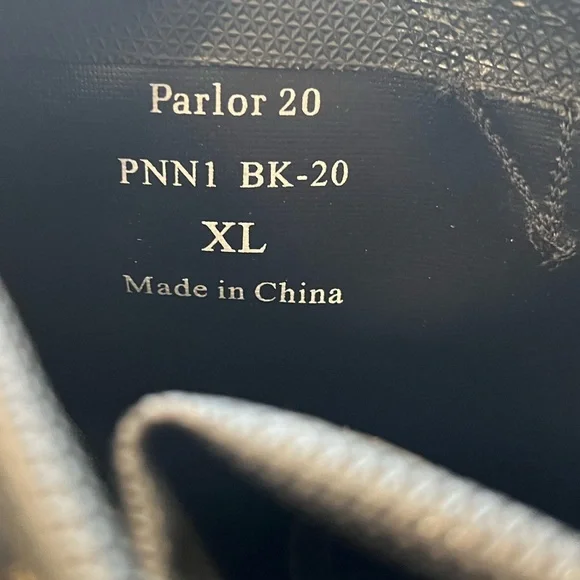 Parlor 20
PNN1 BK-20
XL
Made in China